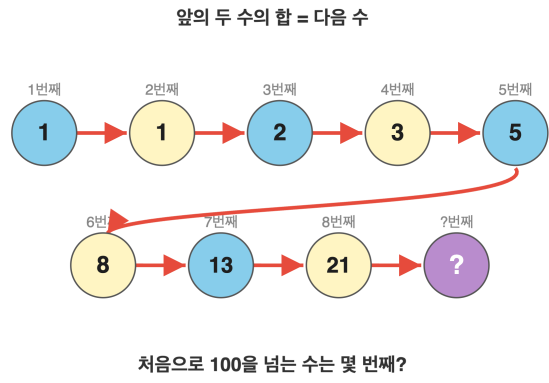 앞의 두 수의 합 = 다음 수
1번째 2번째 3번째 4번째 5번째
1 1 2 3 5
6번째 7번째 8번째 ?번째
8 13 21 ?
처음으로 100을 넘는 수는 몇 번째?